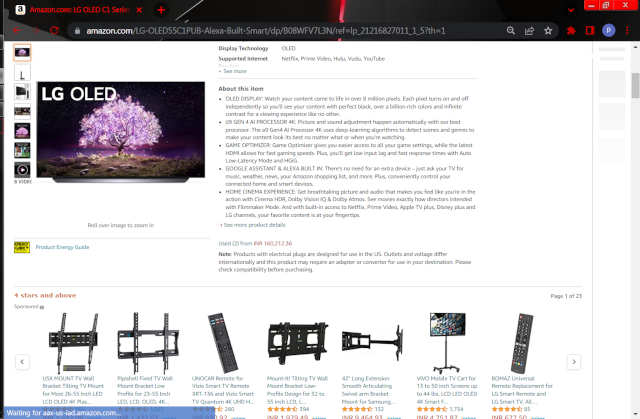 Amazon.com: LG OLED C1 Series
amazon.com/LG-OLED55C1PUB-Alexa-Built-Smart/dp/B08WFV7L3N/ref=lp_21216827011_1_5?th=1
P
Display Technology OLED
Supported Internet Netflix, Prime Video, Hulu, Vudu, YouTube
See more
About this item
OLED DISPLAY: Watch your content come to life in over 8 million pixels. Each pixel turns on and off
independently so you'll see your content with perfect black, over a billion rich colors and infinite
contrast for a viewing experience like no other.
α9 GEN 4 AI PROCESSOR 4K: Picture and sound adjustment happen automatically with our best
processor. The a9 Gen4 AI Processor 4K uses deep-learning algorithms to detect scenes and genres to
make your content look its best no matter what or when you're watching.
GAME OPTIMIZER: Game Optimizer gives you easier access to all your game settings, while the latest
HDMI allows for fast gaming speeds. Plus, you'll get low input lag and fast response times with Auto
Low-Latency Mode and HGiG.
GOOGLE ASSISTANT & ALEXA BUILT IN: There's no need for an extra device – just ask your TV for
music, weather, news, your Amazon shopping list, and more. Plus, conveniently control your
connected home and smart devices.
HOME CINEMA EXPERIENCE: Get breathtaking picture and audio that makes you feel like you're in the
action with Cinema HDR, Dolby Vision IQ & Dolby Atmos. See movies exactly how directors intended
with Filmmaker Mode. And with built-in access to Netflix, Prime Video, Apple TV plus, Disney plus and
LG channels, your favorite content is at your fingertips.
See more product details
LG OLED
8 VIDEO
Roll over image to zoom in
Product Energy Guide
Used (2) from INR 160,212.36
Note: Products with electrical plugs are designed for use in the US. Outlets and voltage differ
internationally and this product may require an adapter or converter for use in your destination. Please
check compatibility before purchasing.
4 stars and above
Page 1 of 23
Sponsored
USX MOUNT TV Wall
Bracket Tilting TV Mount
for Most 26-55 Inch LED
LCD OLED 4K Plas...
Pipishell Fixed TV Wall
Mount Bracket Low
Profile for 23-55 Inch
LED, LCD, OLED, 4K...
UNOCAR Remote for
Vizio Smart TV Remote
XRT-136 and Vizio Smart
TV Quantum 4K UHD H...
280
Mount-It! Tilting TV Wall
Mount Bracket Low-
Profile Design for 32 to
55 inch
394
INR 1,979.49
42" Long Extension
Smooth Articulating
Swivel arm Bracket
Mount for Samsung...
132
INR 9,464.93
VIVO Mobile TV Cart for
13 to 50 inch Screens up
to 44 lbs, LCD LED OLED
4K Smart F...
1,734
INR 4,751.97
BOMAZ Universal
Remote Replacement for
LG Smart Remote and
LG Smart TV, All...
85
INR 677.50
Waiting for aax-us-iad.amazon.com...